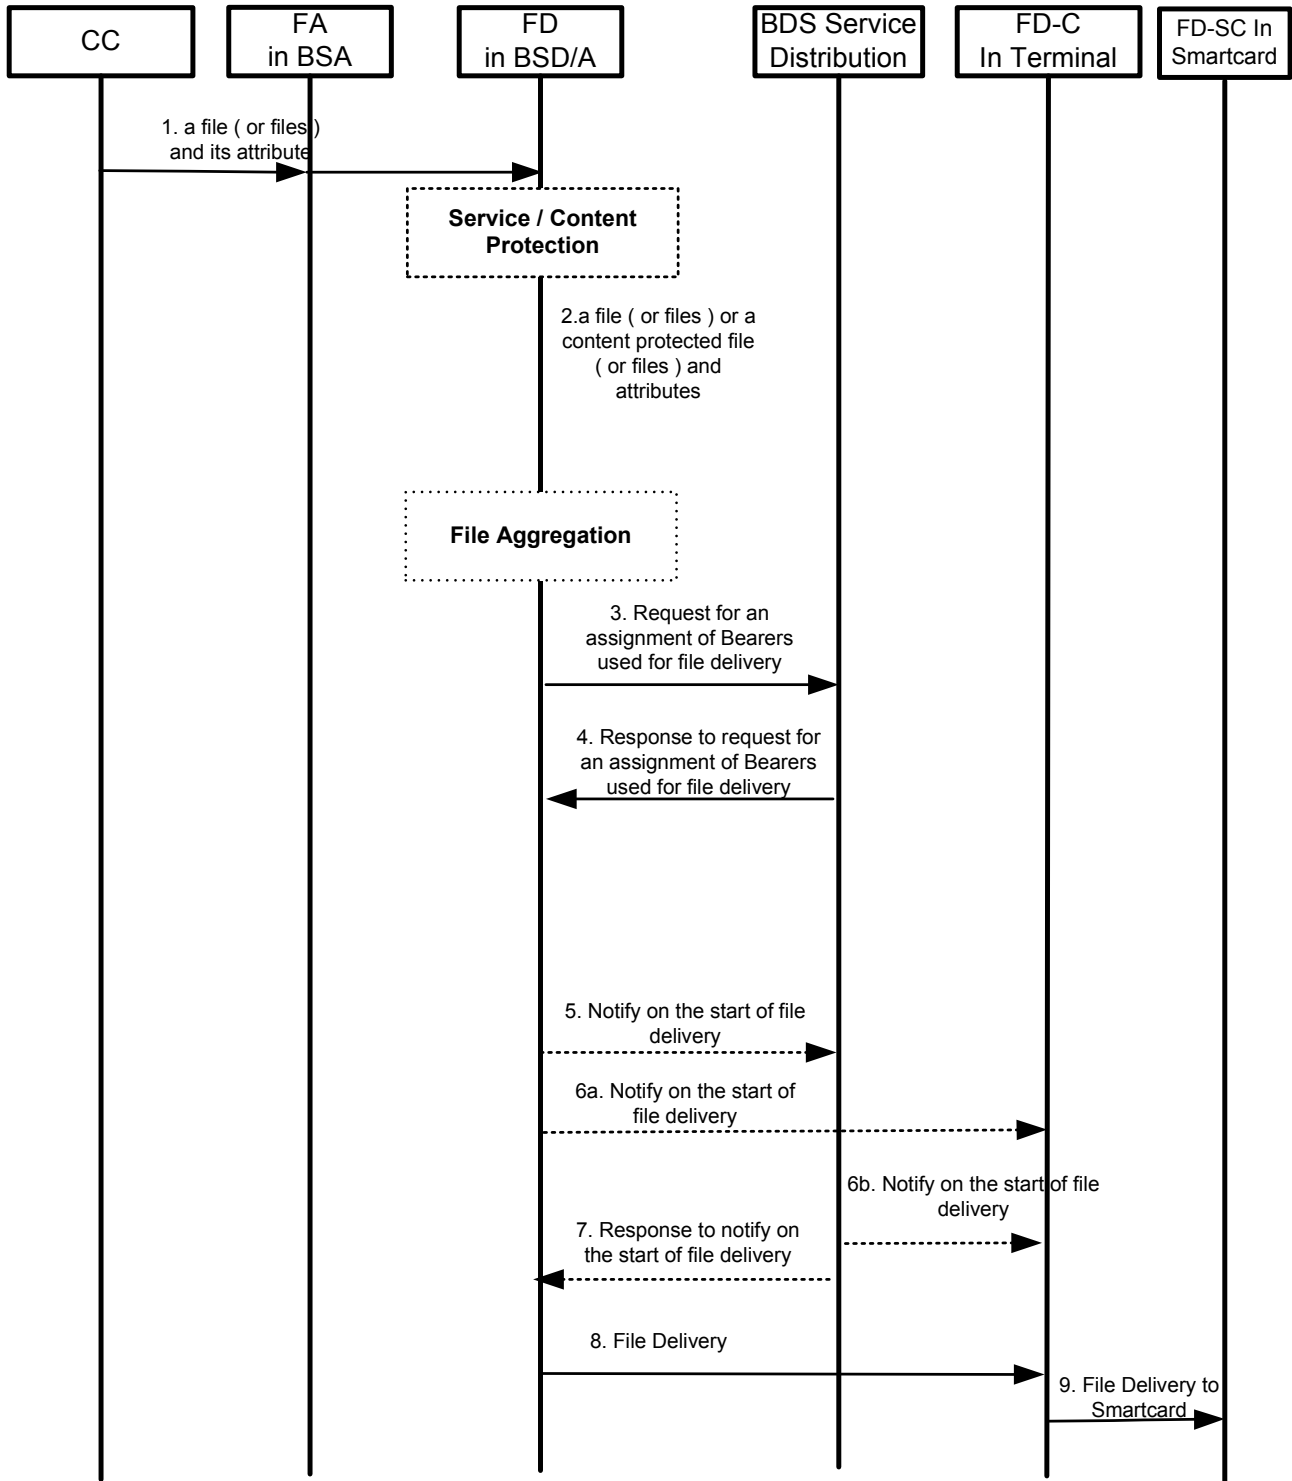 CC
FA
in BSA
FD
in BSD/A
BDS Service
Distribution
FD-C
In Terminal
FD-SC In
Smartcard
1. a file ( or files )
and its attribute
Service / Content
Protection
2.a file ( or files ) or a
content protected file
( or files ) and
attributes
File Aggregation
3. Request for an
assignment of Bearers
used for file delivery
4. Response to request for
an assignment of Bearers
used for file delivery
5. Notify on the start of file
delivery
6a. Notify on the start of
file delivery
6b. Notify on the start of file
delivery
7. Response to notify on
the start of file delivery
8. File Delivery
9. File Delivery to
Smartcard